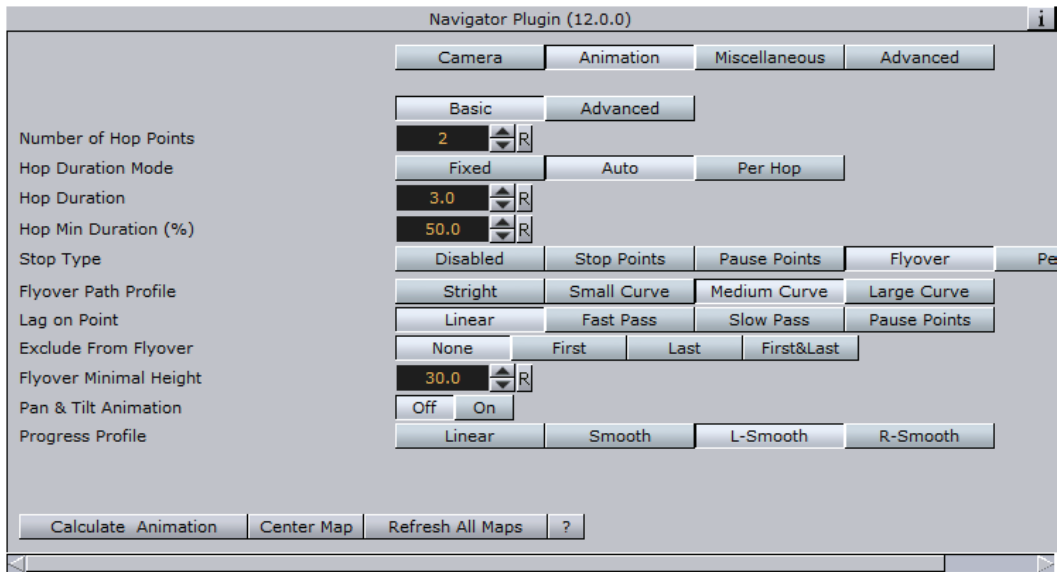 Navigator Plugin (12.0.0) i
Camera Animation Miscellaneous Advanced
Basic Advanced
Number of Hop Points 2 R
Hop Duration Mode Fixed Auto Per Hop
Hop Duration 3.0 R
Hop Min Duration (%) 50.0 R
Stop Type Disabled Stop Points Pause Points Flyover Pe
Flyover Path Profile Stright Small Curve Medium Curve Large Curve
Lag on Point Linear Fast Pass Slow Pass Pause Points
Exclude From Flyover None First Last First&Last
Flyover Minimal Height 30.0 R
Pan & Tilt Animation Off On
Progress Profile Linear Smooth L-Smooth R-Smooth
Calculate Animation Center Map Refresh All Maps ?